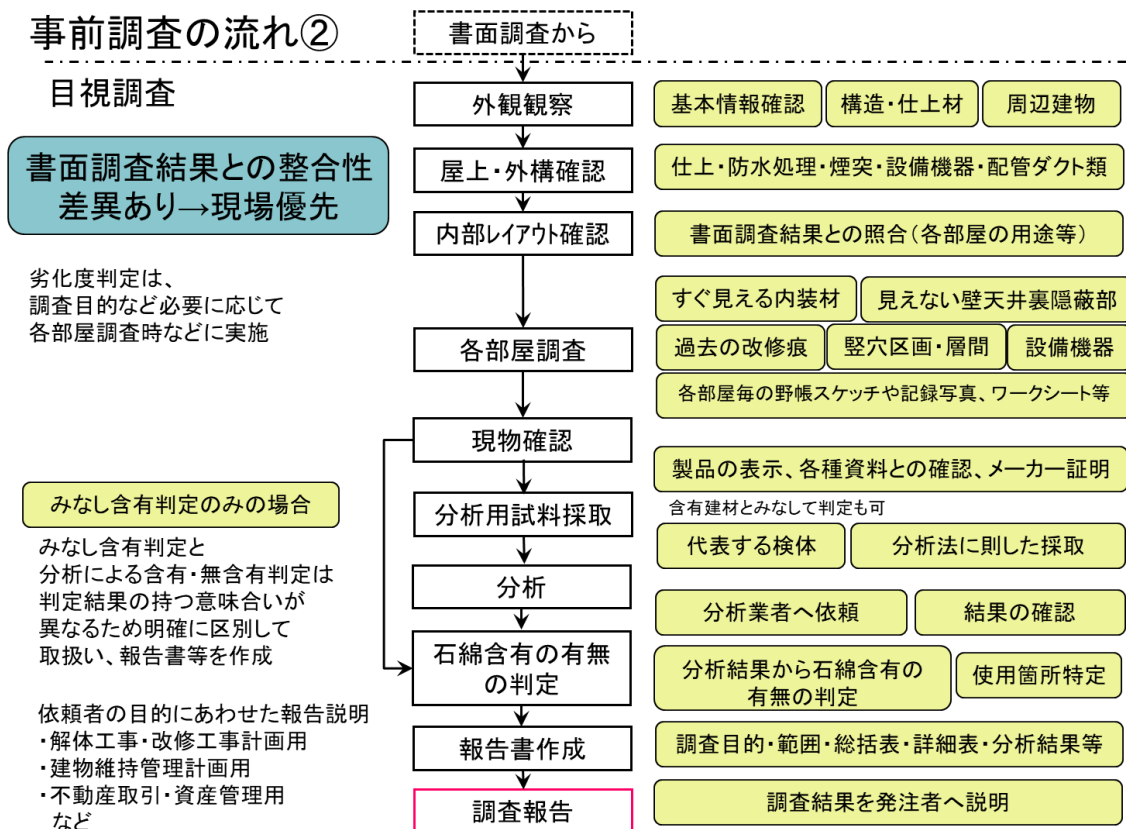 事前調査の流れ②
書面調査から
目視調査
外観観察
基本情報確認
構造・仕上材
周辺建物
書面調査結果との整合性
差異あり→現場優先
屋上・外構確認
仕上・防水処理・煙突・設備機器・配管ダクト類
内部レイアウト確認
書面調査結果との照合(各部屋の用途等)
劣化度判定は、
調査目的など必要に応じて
各部屋調査時などに実施
すぐ見える内装材
見えない壁天井裏隠蔽部
各部屋調査
過去の改修痕
竪穴区画・層間
設備機器
各部屋毎の野帳スケッチや記録写真、ワークシート等
現物確認
製品の表示、各種資料との確認、メーカー証明
含有建材とみなして判定も可
みなし含有判定のみの場合
みなし含有判定と
分析による含有・無含有判定は
判定結果の持つ意味合いが
異なるため明確に区別して
取扱い、報告書等を作成
分析用試料採取
代表する検体
分析法に則した採取
分析
分析業者へ依頼
結果の確認
石綿含有の有無
の判定
分析結果から石綿含有の
有無の判定
使用箇所特定
依頼者の目的にあわせた報告説明
・解体工事・改修工事計画用
・建物維持管理計画用
・不動産取引・資産管理用
など
報告書作成
調査目的・範囲・総括表・詳細表・分析結果等
調査報告
調査結果を発注者へ説明